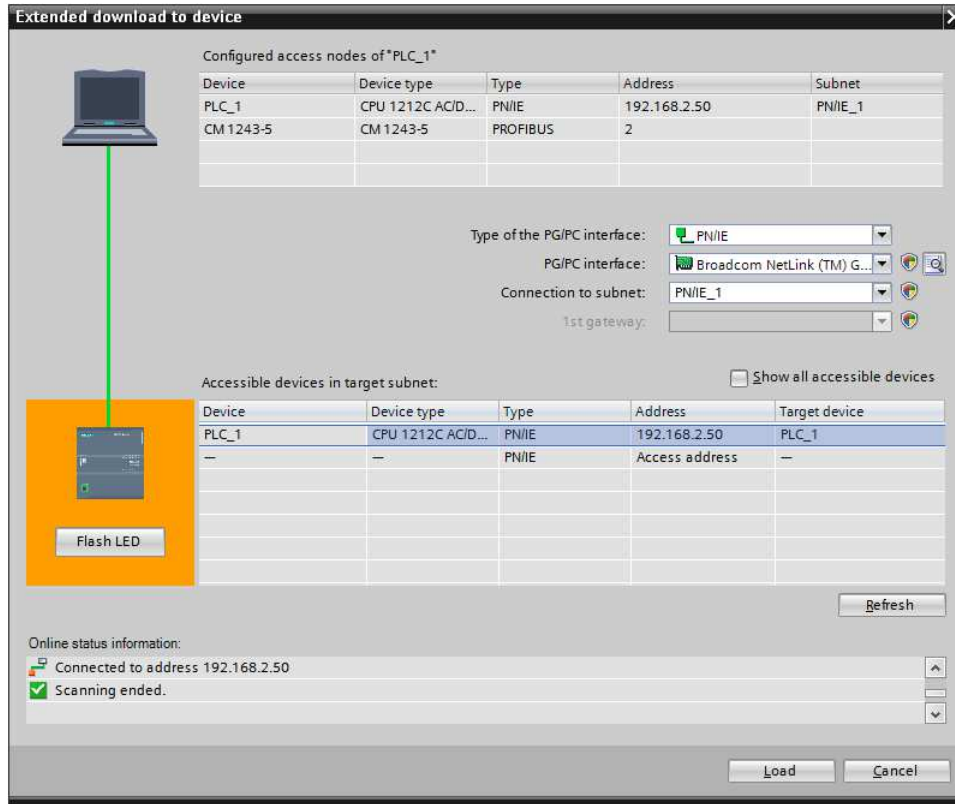 Extended download to device
Configured access nodes of "PLC_1"
Device Device type Type Address Subnet
PLC_1 CPU 1212C AC/D... PN/IE 192.168.2.50 PN/IE_1
CM 1243-5 CM 1243-5 PROFIBUS 2
Type of the PG/PC interface: PN/IE
PG/PC interface: Broadcom NetLink (TM) G...
Connection to subnet: PN/IE_1
1st gateway:
Accessible devices in target subnet: Show all accessible devices
Device Device type Type Address Target device
PLC_1 CPU 1212C AC/D... PN/IE 192.168.2.50 PLC_1
— — PN/IE Access address —
Flash LED
Refresh
Online status information:
Connected to address 192.168.2.50
Scanning ended.
Load Cancel